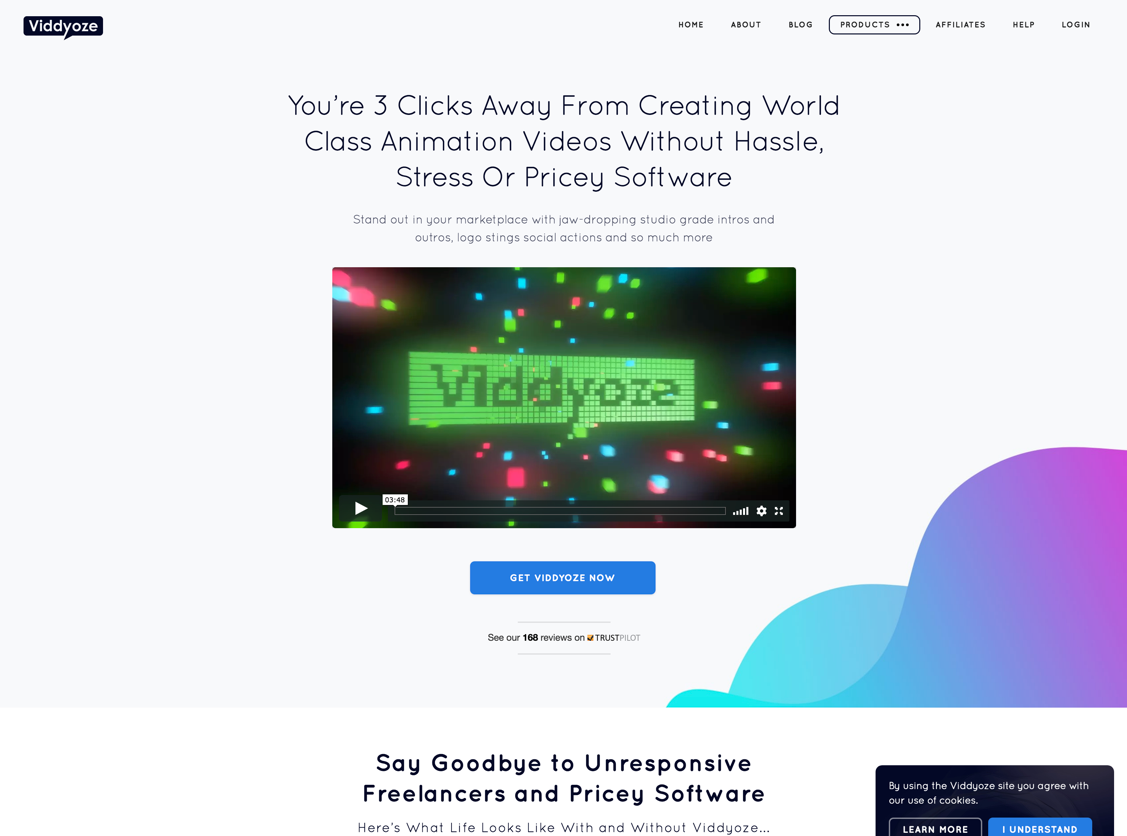 Viddyoze
HOME
ABOUT
BLOG
PRODUCTS •••
AFFILIATES
HELP
LOGIN
You're 3 Clicks Away From Creating World
Class Animation Videos Without Hassle,
Stress Or Pricey Software
Stand out in your marketplace with jaw-dropping studio grade intros and
outros, logo stings social actions and so much more
Viddyoze
03:48
GET VIDDYOZE NOW
See our 168 reviews on TRUSTPILOT
Say Goodbye to Unresponsive
Freelancers and Pricey Software
Here's What Life Looks Like With and Without Viddyoze...
By using the Viddyoze site you agree with
our use of cookies.
LEARN MORE
I UNDERSTAND